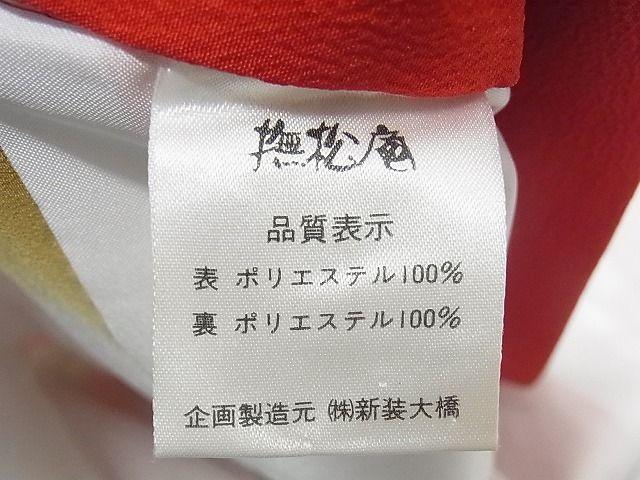 撫松庵
品質表示
表 ポリエステル100%
裏 ポリエステル100%
企画製造元 ㈱新装大橋